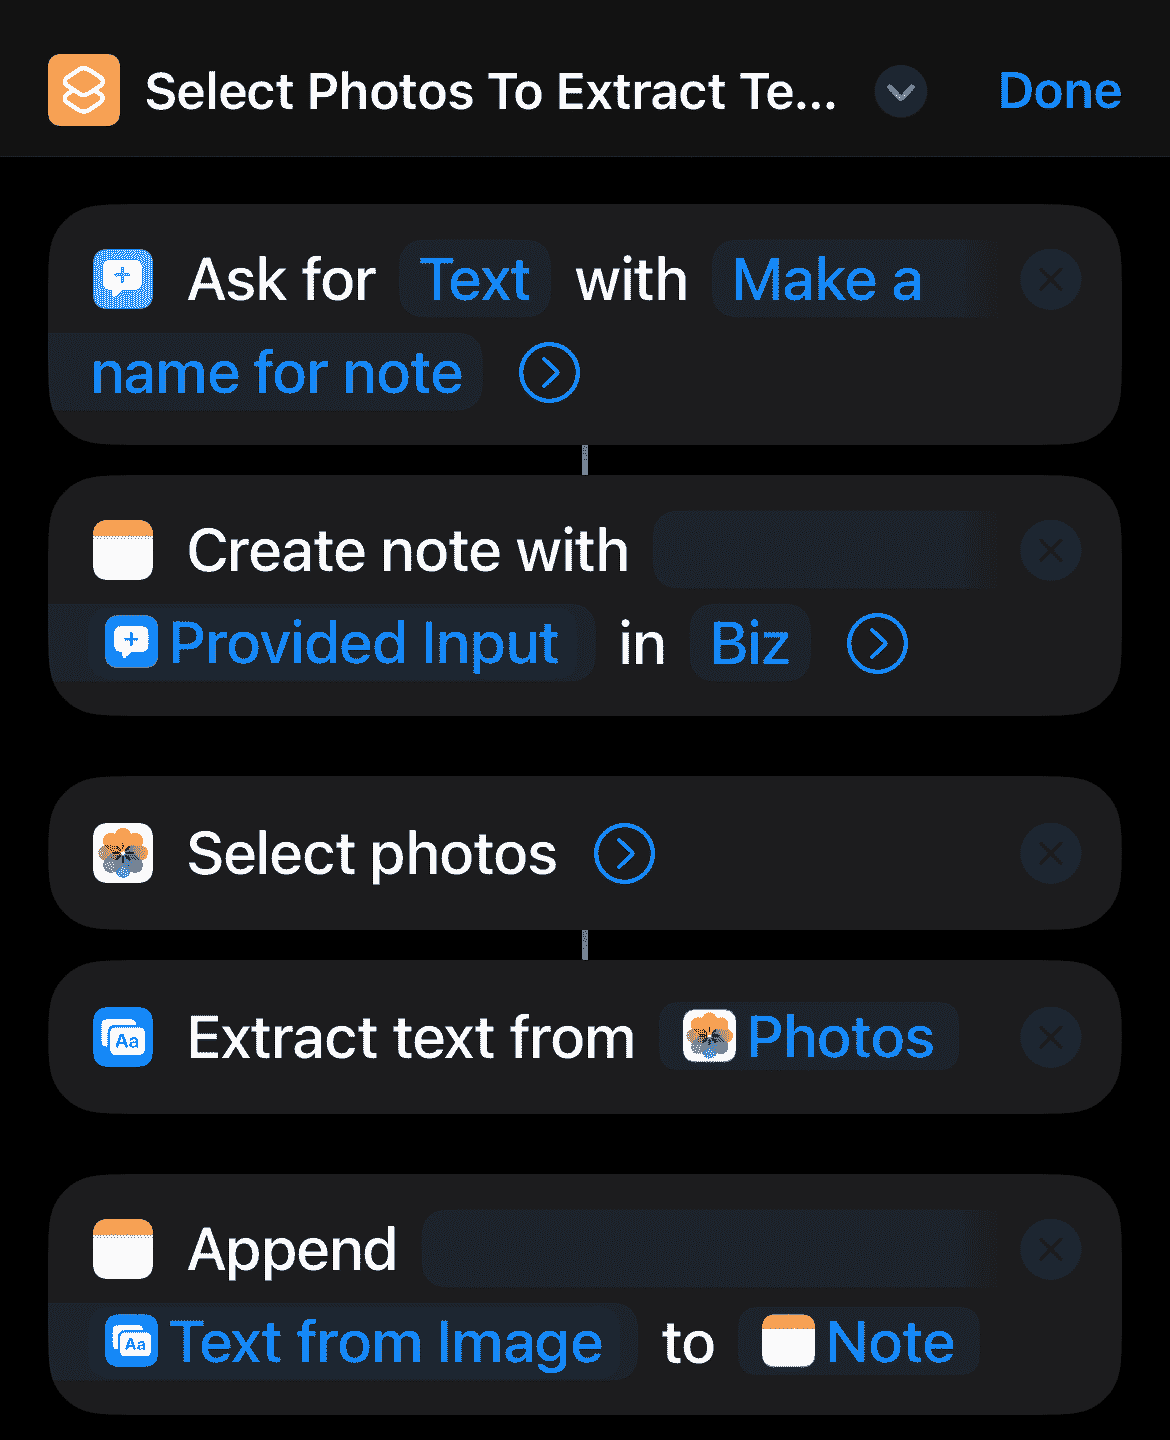 Select Photos To Extract Te...
Done
Ask for Text with Make a
name for note
Create note with
Provided Input in Biz
Select photos
Extract text from Photos
Append
Text from Image to Note